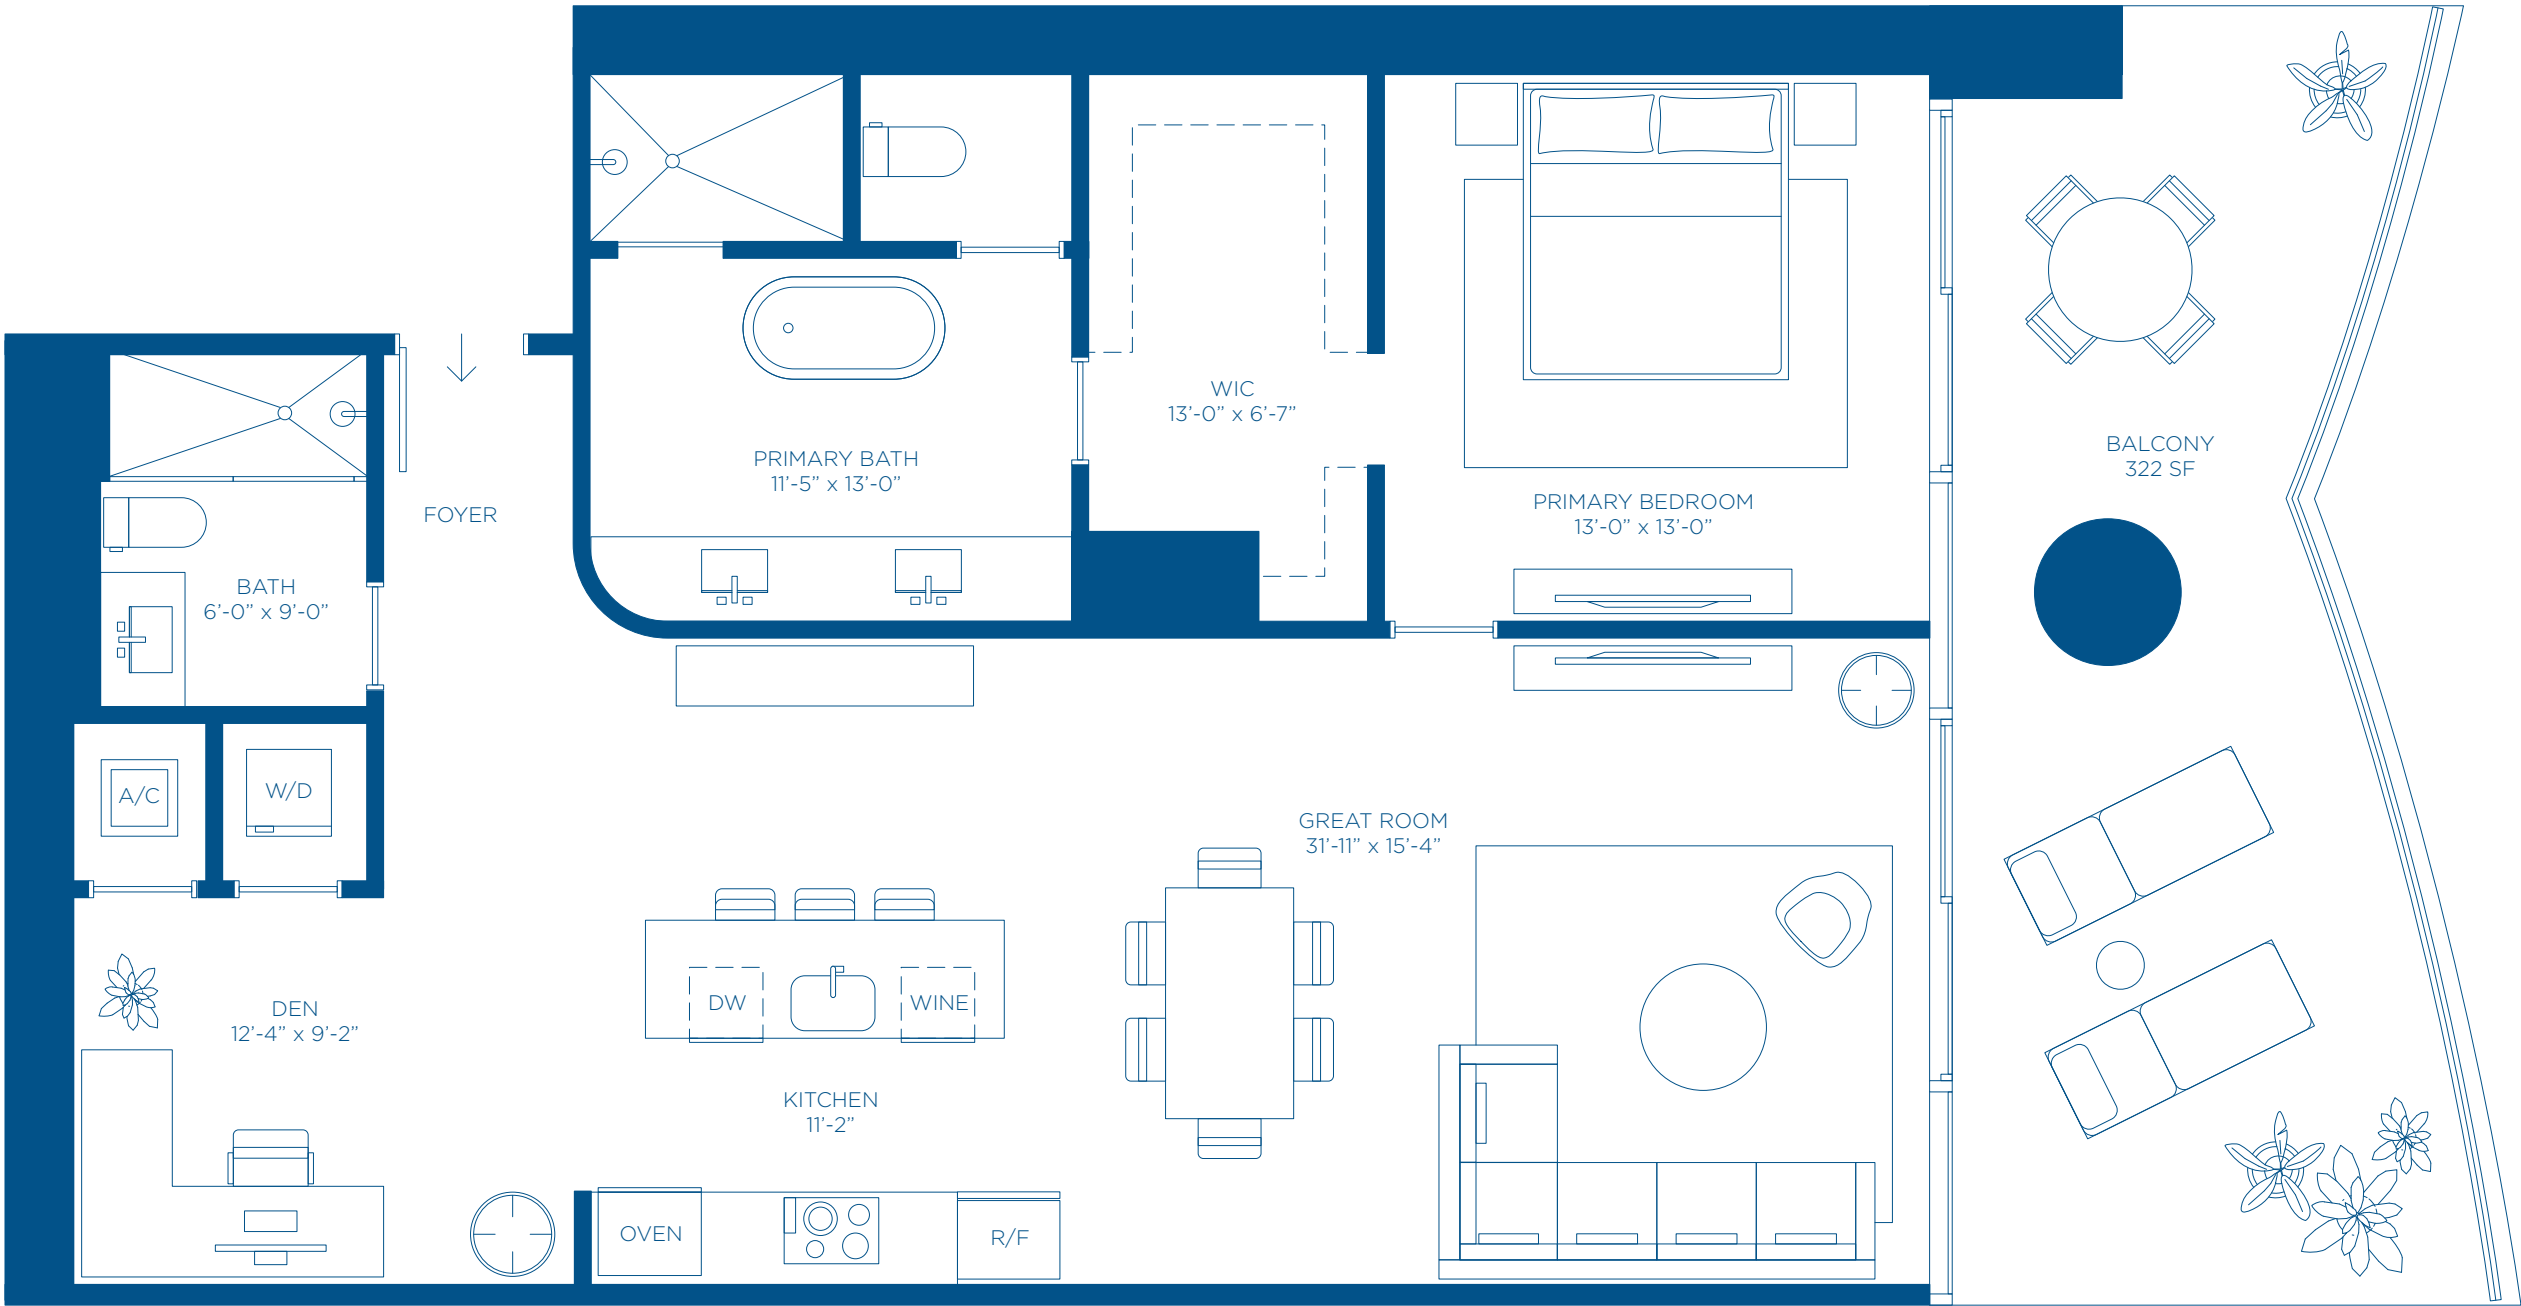 WIC
13’-0” x 6’-7”
BALCONY
322 SF
PRIMARY BATH
11’-5” x 13’-0”
PRIMARY BEDROOM
13’-0” x 13’-0”
FOYER
BATH
6’-0” x 9’-0”
A/C
W/D
GREAT ROOM
31’-11” x 15’-4”
DEN
12’-4” x 9’-2”
DW
WINE
KITCHEN
11’-2”
OVEN
R/F